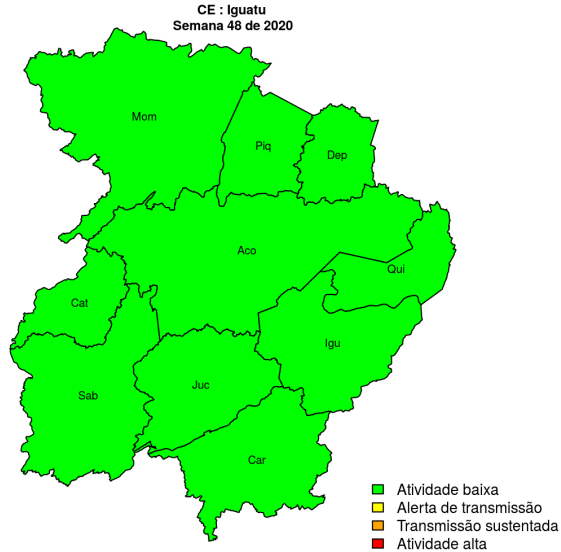 CE : Iguatu
Semana 48 de 2020
Mom
Piq
Dep
Aco
Qui
Cat
Igu
Juc
Sab
Car
Atividade baixa
Alerta de transmissão
Transmissão sustentada
Atividade alta